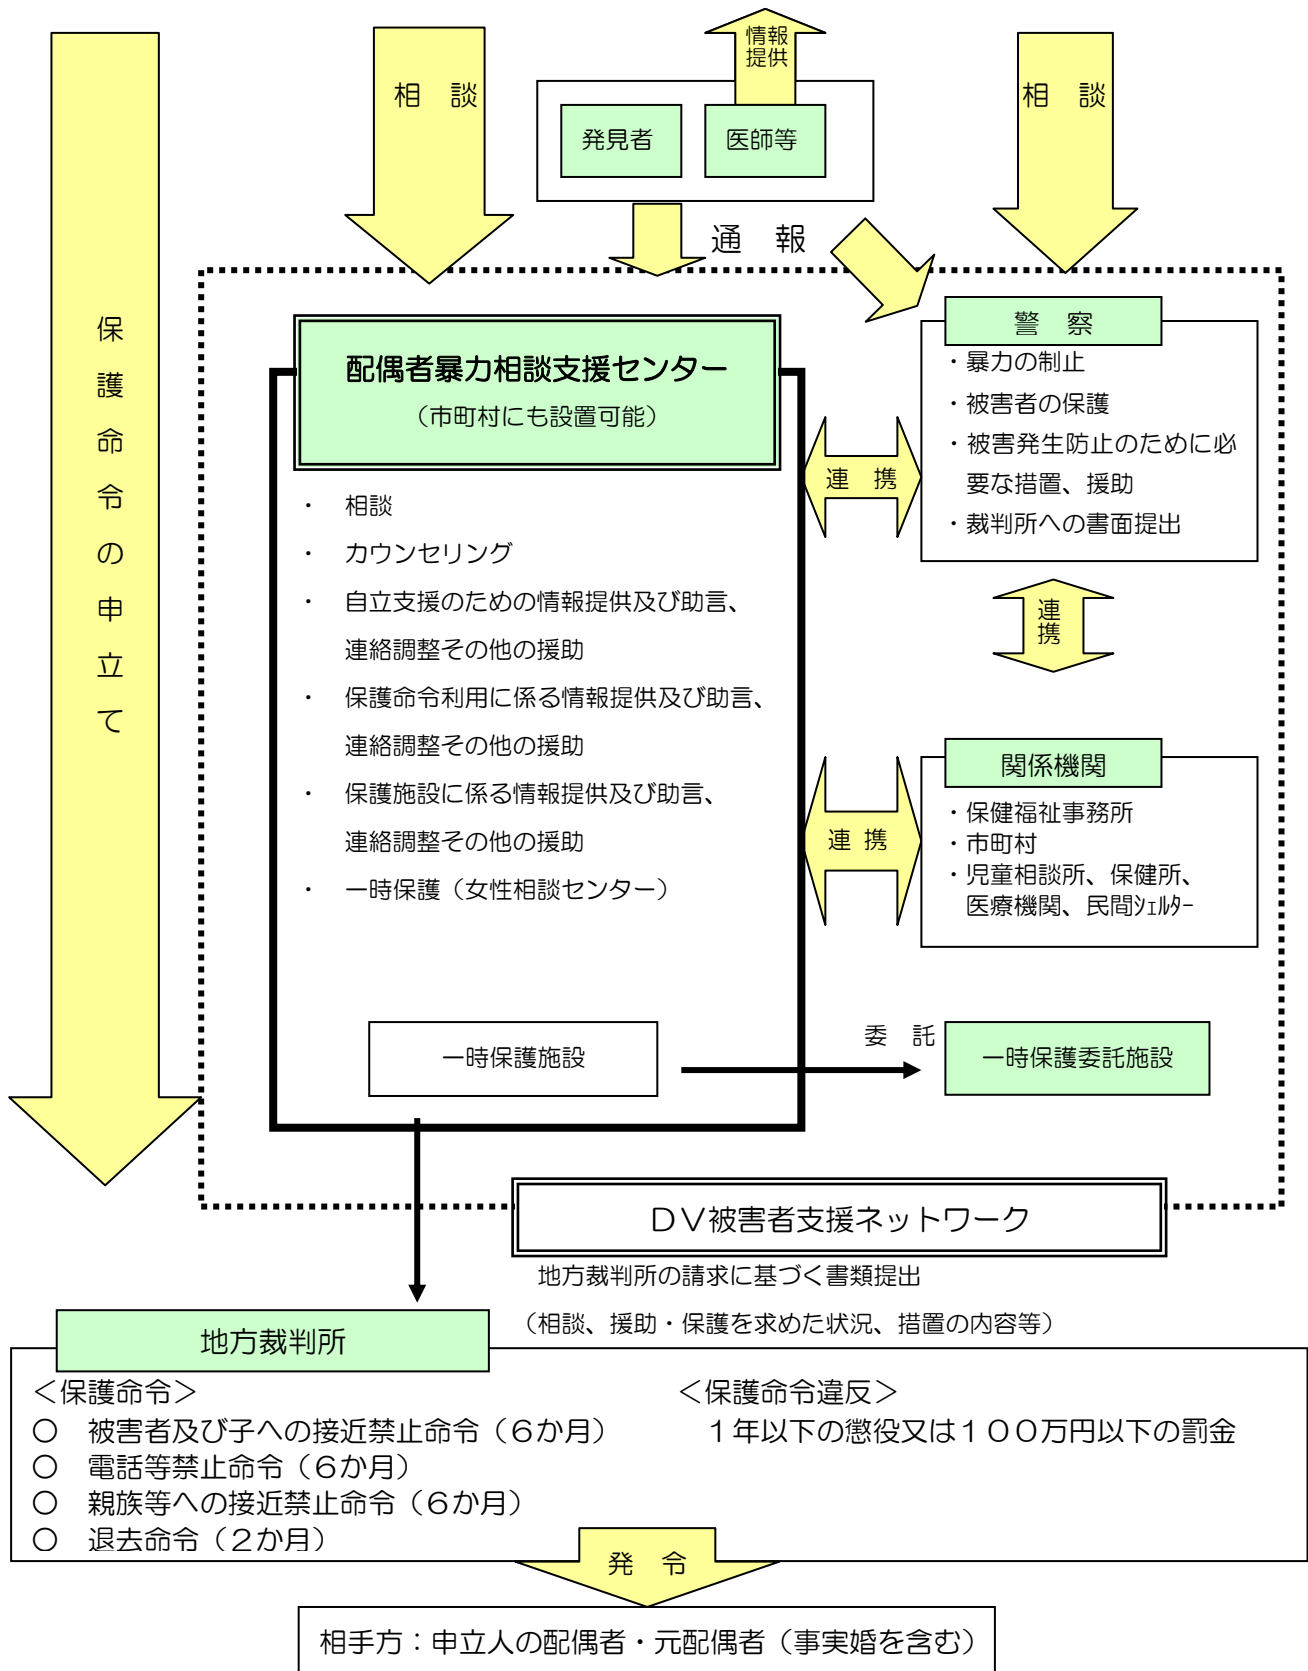 情報
提供
相　談
相　談
発見者
医師等
通　報
保護命令の申立て
配偶者暴力相談支援センター
（市町村にも設置可能）
・　相談
・　カウンセリング
・　自立支援のための情報提供及び助言、
連絡調整その他の援助
・　保護命令利用に係る情報提供及び助言、
連絡調整その他の援助
・　保護施設に係る情報提供及び助言、
連絡調整その他の援助
・　一時保護（女性相談センター）
一時保護施設
連　携
警　察
・暴力の制止
・被害者の保護
・被害発生防止のために必
要な措置、援助
・裁判所への書面提出
連
携
連 携
関係機関
・保健福祉事務所
・市町村
・児童相談所、保健所、
医療機関、民間ｼｪﾙﾀｰ
委　託
一時保護委託施設
ＤＶ被害者支援ネットワーク
地方裁判所の請求に基づく書類提出
（相談、援助・保護を求めた状況、措置の内容等）
地方裁判所
＜保護命令＞
○　被害者及び子への接近禁止命令（６か月）
○　電話等禁止命令（６か月）
○　親族等への接近禁止命令（６か月）
○　退去命令（２か月）
＜保護命令違反＞
１年以下の懲役又は１００万円以下の罰金
発　令
相手方：申立人の配偶者・元配偶者（事実婚を含む）